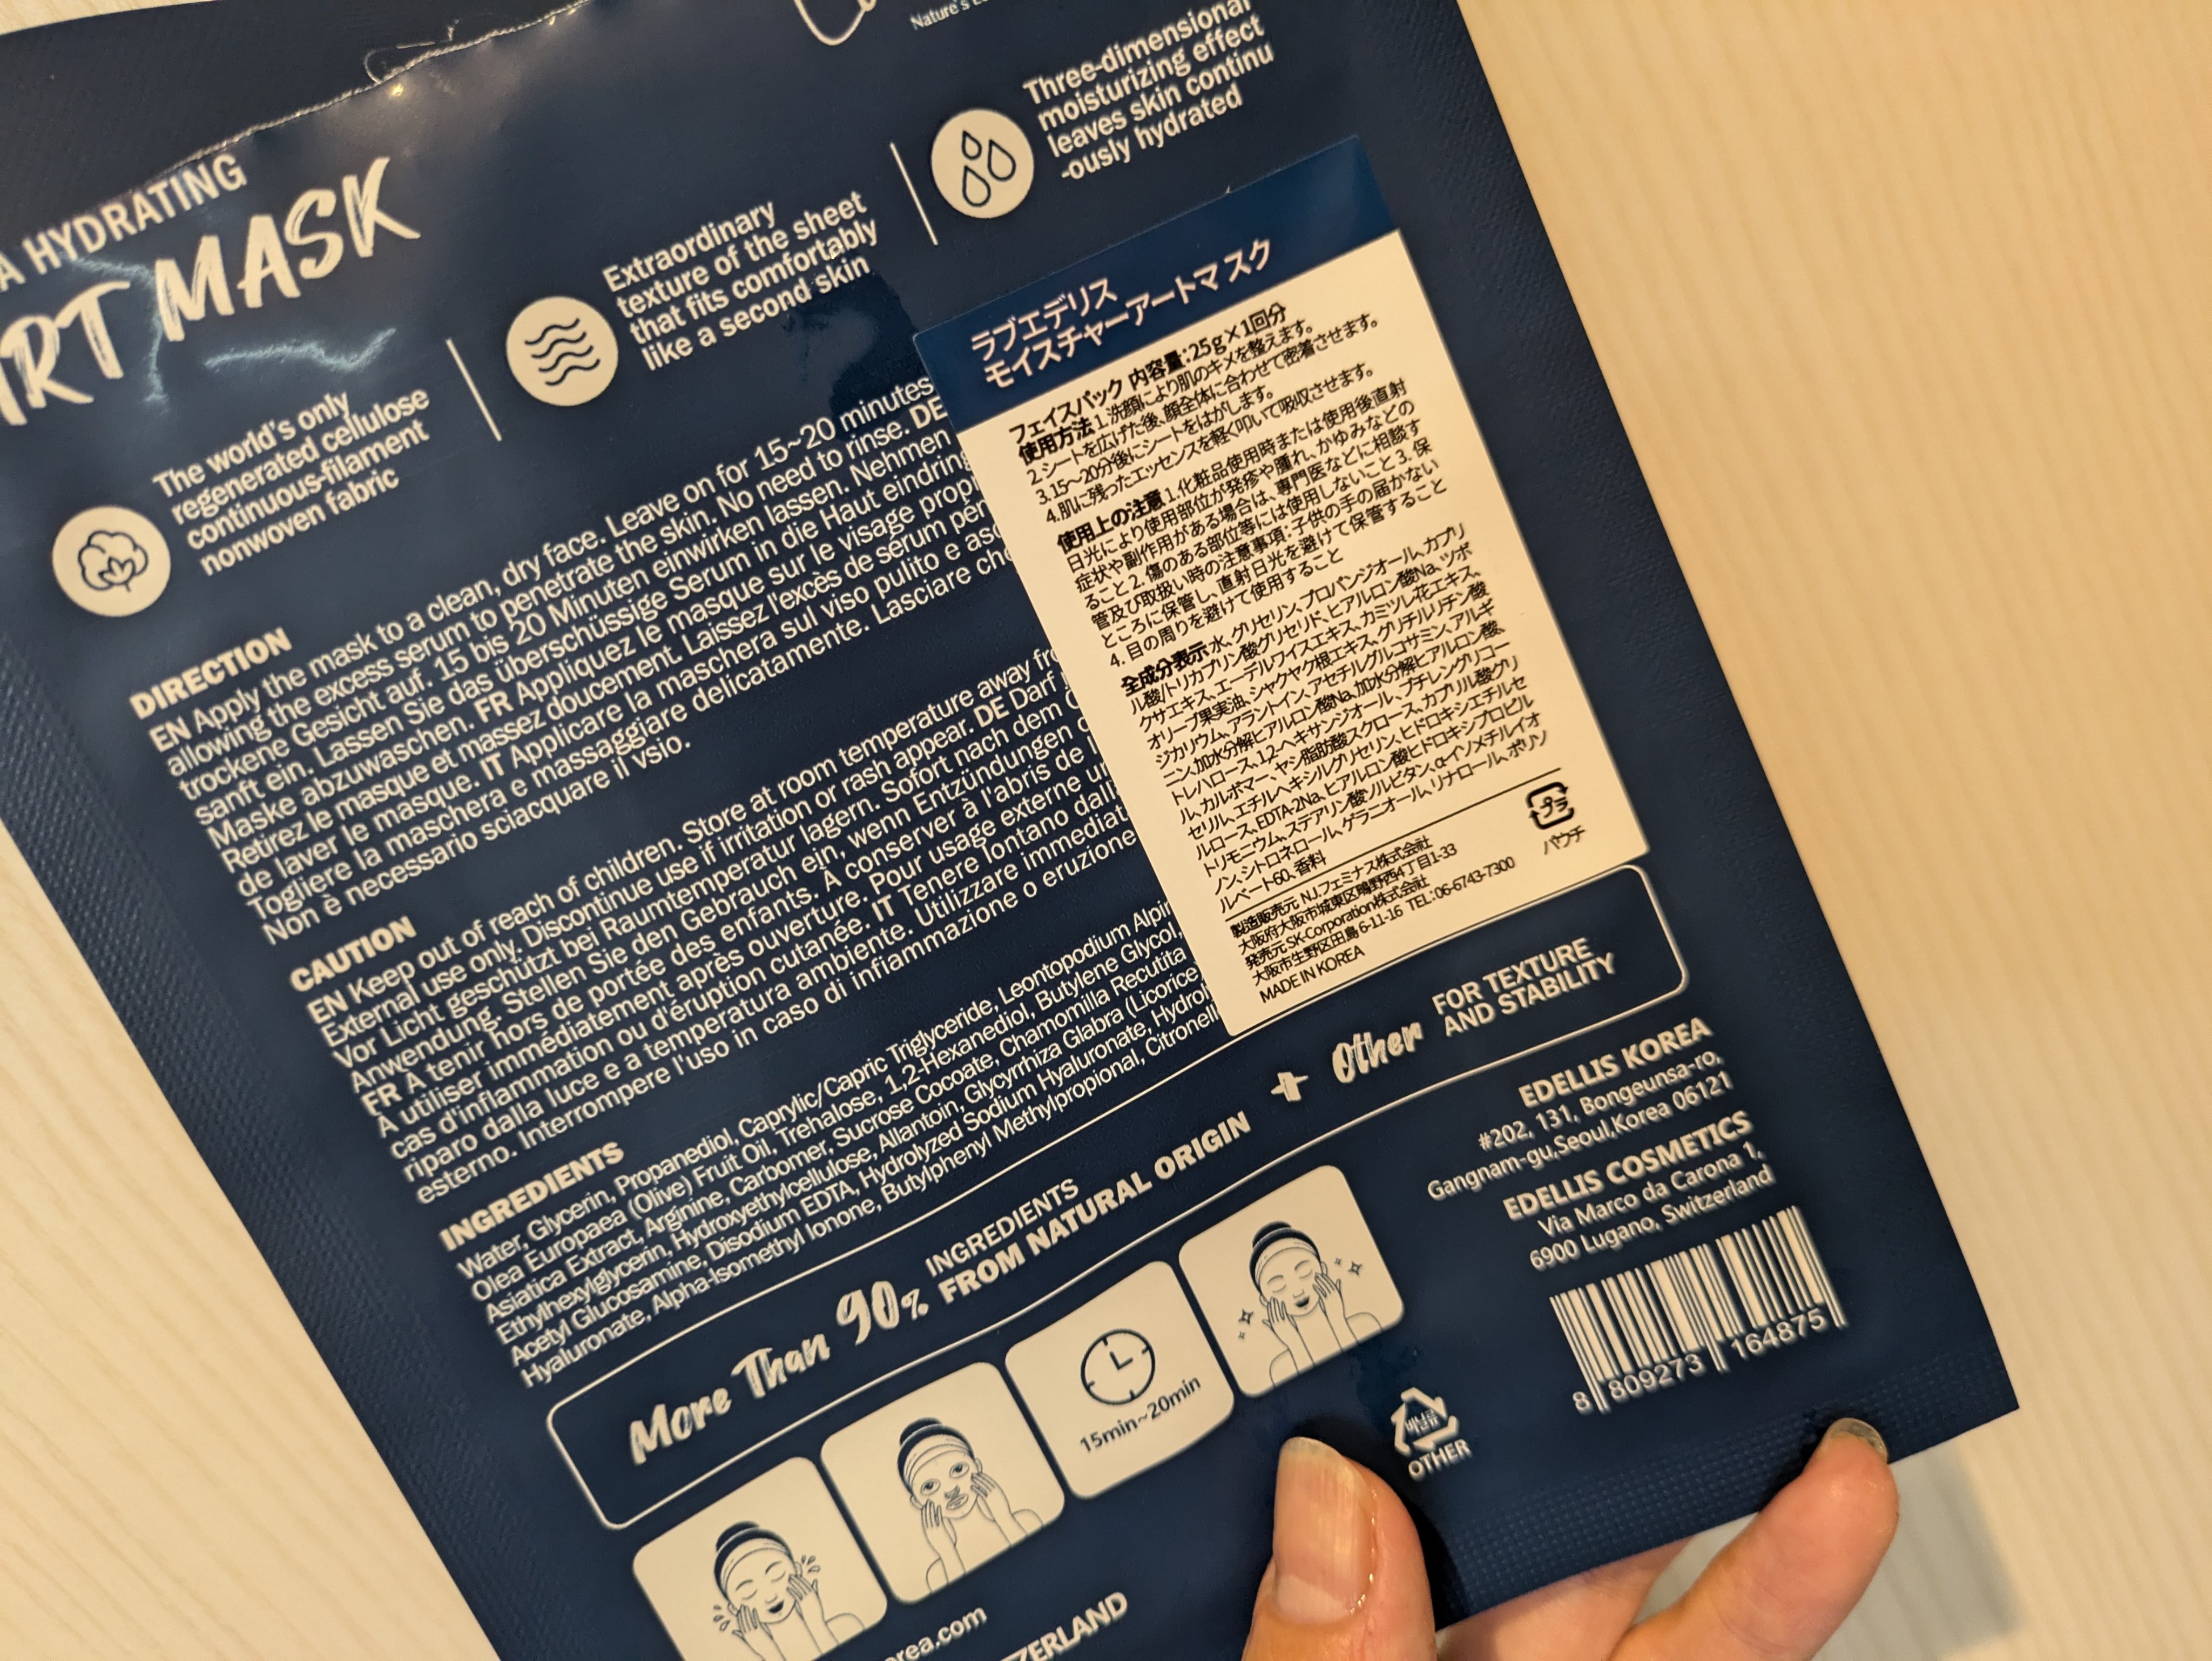 Nature's
A HYDRATING
ART MASK
The world's only
regenerated cellulose
continuous-filament
nonwoven fabric
Extraordinary
texture of the sheet
that fits comfortably
like a second skin
Three-dimensional
moisturizing effect
leaves skin continu
-ously hydrated
DIRECTION
EN Apply the mask to a clean, dry face. Leave on for 15~20 minutes
allowing the excess serum to penetrate the skin. No need to rinse. DE
trockene Gesicht auf. 15 bis 20 Minuten einwirken lassen. Nehmen
sanft ein. Lassen Sie das überschüssige Serum in die Haut eindring
Maske abzuwaschen. FR Appliquez le masque sur le visage prop
Retirez le masque et massez doucement. Laissez l'excès de sérum pén
de laver le masque. IT Applicare la maschera sul viso pulito e asc
Togliere la maschera e massaggiare delicatamente. Lasciare che
Non è necessario sciacquare il vsio.
CAUTION
EN Keep out of reach of children. Store at room temperature away fr
External use only. Discontinue use if irritation or rash appear. DE Darf
Vor Licht geschützt bei Raumtemperatur lagern. Sofort nach dem
Anwendung. Stellen Sie den Gebrauch ein, wenn Entzündungen
FR A tenir hors de portée des enfants. A conserver à l'abris de
A utiliser immédiatement après ouverture. Pour usage externe
cas d'inflammation ou d'éruption cutanée. IT Tenere lontano dall
riparo dalla luce e a temperatura ambiente. Utilizzare immediat
esterno. Interrompere l'uso in caso di infiammazione o eruzione
INGREDIENTS
Water, Glycerin, Propanediol, Caprylic/Capric Triglyceride, Leontopodium Alpin
Olea Europaea (Olive) Fruit Oil, Trehalose, 1,2-Hexanediol, Butylene Glycol,
Asiatica Extract, Arginine, Carbomer, Sucrose Cocoate, Chamomilla Recutita
Ethylhexylglycerin, Hydroxyethylcellulose, Allantoin, Glycyrrhiza Glabra (Licorice
Acetyl Glucosamine, Disodium EDTA, Hydrolyzed Sodium Hyaluronate, Hydro
Hyaluronate, Alpha-Isomethyl Ionone, Butylphenyl Methylpropional, Citronell
ラブエデリス
モイスチャーアートマスク
フェイスパック 内容量:25g×1回分
使用方法 1.洗顔により肌のキメを整えます。
2.シートを広げた後、顔全体に合わせて密着させます。
3.15~20分後にシートをはがします。
4.肌に残ったエッセンスを軽く叩いて吸収させます。
使用上の注意 1.化粧品使用時または使用後直射
日光により使用部位が発疹や腫れ、かゆみなどの
症状や副作用がある場合は、専門医などに相談す
ること 2. 傷のある部位等には使用しないこと 3. 保
管及び取扱い時の注意事項: 子供の手の届かない
ところに保管し、直射日光を避けて保管すること
4. 目の周りを避けて使用すること
全成分表示 水、グリセリン、プロパンジオール、カプリ
ル酸/トリカプリン酸グリセリド、ヒアルロン酸Na、ツボ
クサエキス、エーデルワイスエキス、カミツレ花エキス、
オリーブ果実油、シャクヤク根エキス、グリチルリチン酸
ジカリウム、アラントイン、アセチルグルコサミン、アルギ
ニン、加水分解ヒアルロン酸Na、加水分解ヒアルロン酸、
トレハロース、1,2-ヘキサンジオール、ブチレングリコー
ル、カルボマー、ヤシ脂肪酸スクロース、カプリル酸グリ
セリル、エチルヘキシルグリセリン、ヒドロキシエチルセ
ルロース、EDTA-2Na、ヒアルロン酸ヒドロキシプロピル
トリモニウム、ステアリン酸ソルビタン、α-イソメチルイオ
ノン、シトロネロール、ゲラニオール、リナロール、ポリソ
ルベート60、香料
製造販売元 N.J.フェミナス株式会社
大阪府大阪市城東区鴫野西4丁目1-33
発売元 SK-Corporation株式会社
大阪市生野区田島 6-11-16 TEL:06-6743-7300
MADE IN KOREA
プラ
パウチ
More Than 90% INGREDIENTS
FROM NATURAL ORIGIN
+ Other FOR TEXTURE
AND STABILITY
EDELLIS KOREA
#202, 131, Bongeunsa-ro,
Gangnam-gu,Seoul,Korea 06121
EDELLIS COSMETICS
Via Marco da Carona 1,
6900 Lugano, Switzerland
15min~20min
비닐류
OTHER
8 809273 164875
orea.com
ZERLAND